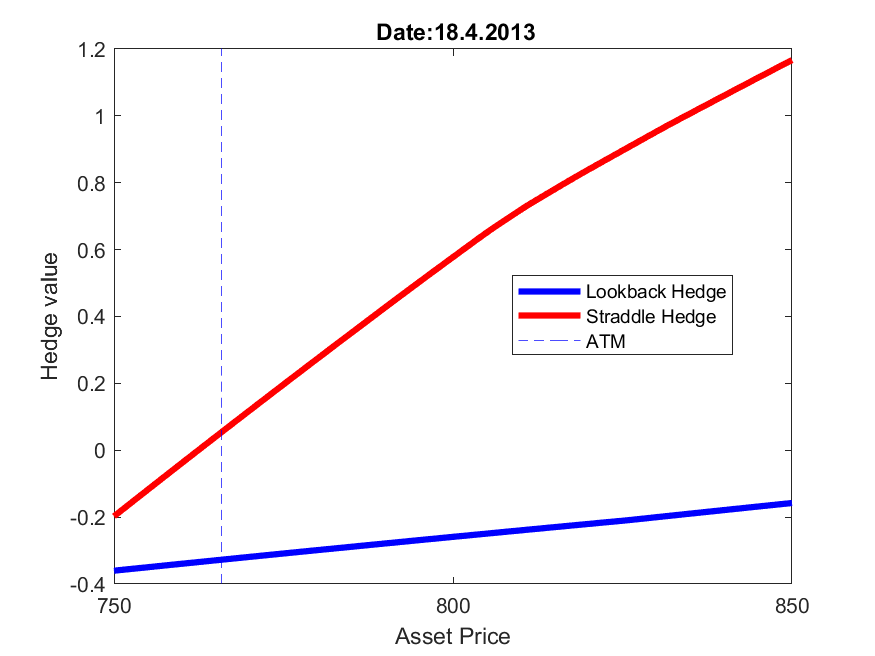 Date:18.4.2013
1.2
1
0.8
0.6
0.4
0.2
0
-0.2
-0.4
Hedge value
Lookback Hedge
Straddle Hedge
ATM
750
800
850
Asset Price